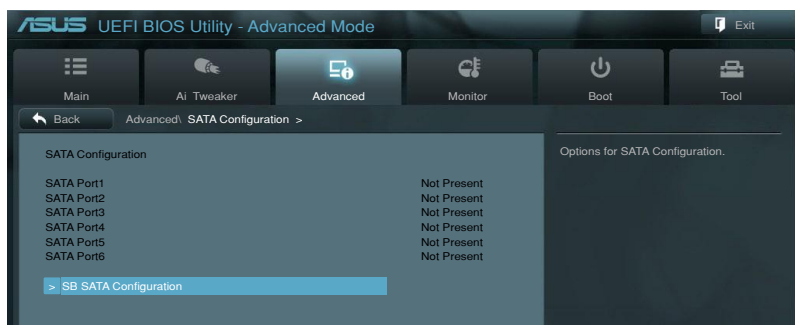 ASUS UEFI BIOS Utility - Advanced Mode
Exit
Main Ai Tweaker Advanced Monitor Boot Tool
Back Advanced\ SATA Configuration >
SATA Configuration
Options for SATA Configuration.
SATA Port1 Not Present
SATA Port2 Not Present
SATA Port3 Not Present
SATA Port4 Not Present
SATA Port5 Not Present
SATA Port6 Not Present
> SB SATA Configuration